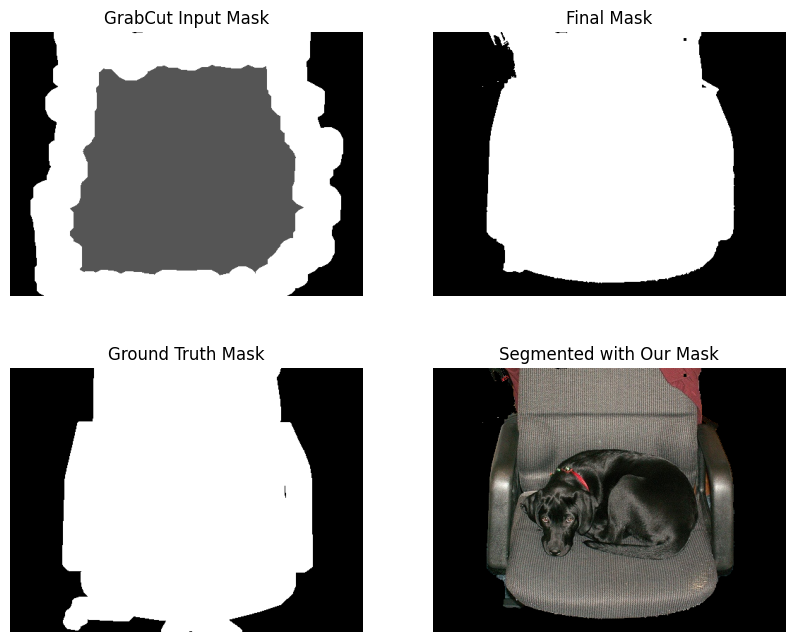 GrabCut Input Mask
Final Mask
Ground Truth Mask
Segmented with Our Mask